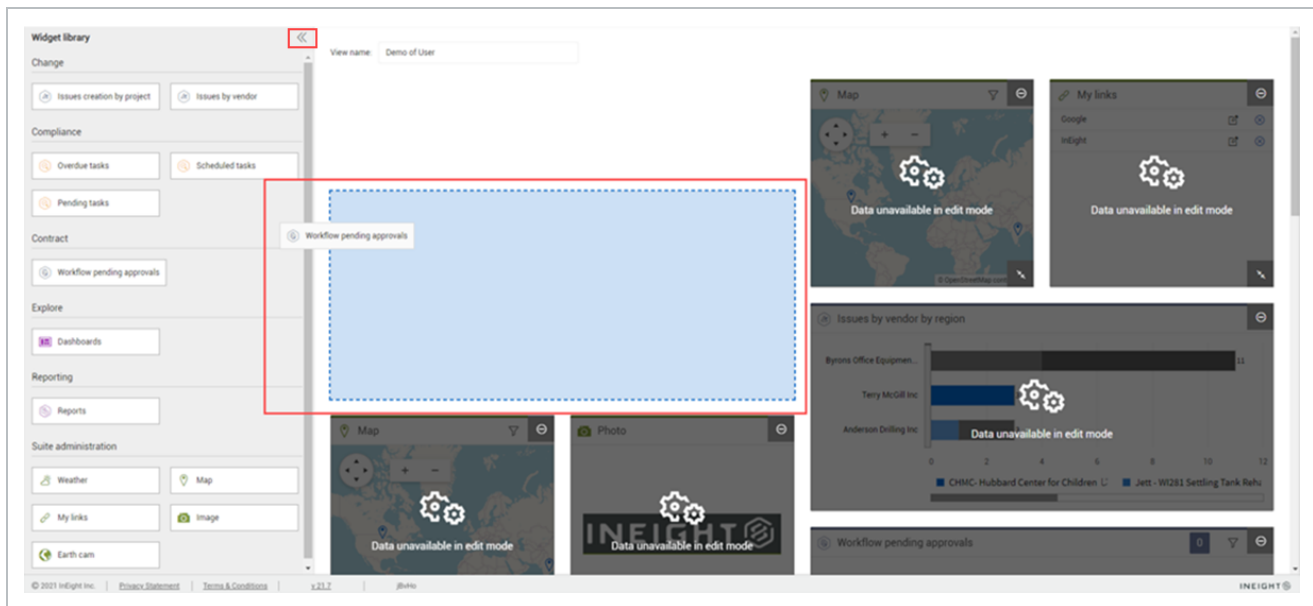 Widget library
View name: Demo of User
Change
Issues creation by project
Issues by vendor
Compliance
Overdue tasks
Scheduled tasks
Pending tasks
Contract
Workflow pending approvals
Explore
Dashboards
Reporting
Reports
Suite administration
Weather
Map
My links
Image
Earth cam
Workflow pending approvals
Map
Data unavailable in edit mode
© OpenStreetMap cont
My links
Google
InEight
Data unavailable in edit mode
Issues by vendor by region
Byrons Office Equipmen...
11
Terry McGill Inc
Anderson Drilling Inc
Data unavailable in edit mode
0 2 4 6 8 10 12
CHMC- Hubbard Center for Children
Jett - WI281 Settling Tank Reha
Map
Data unavailable in edit mode
Photo
INEIGHT
Data unavailable in edit mode
Workflow pending approvals
0
© 2021 InEight Inc. Privacy Statement Terms & Conditions v 21.7
INEIGHT